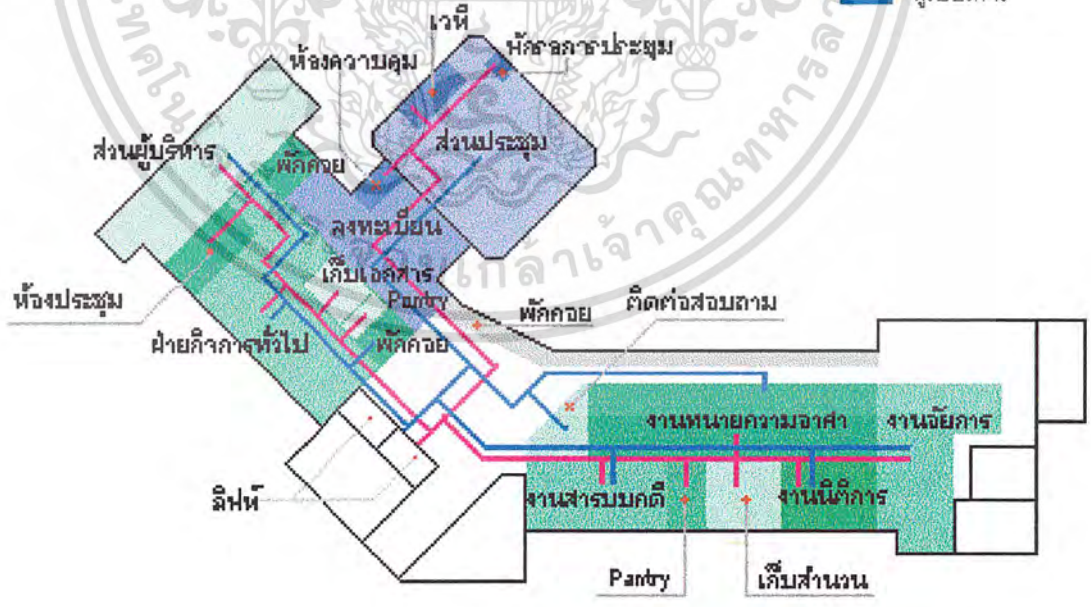 เวที
ห้องควบคุม
พักรอการประชุม
ส่วนผู้บริหาร
พักคอย
ส่วนประชุม
ลงทะเบียน
เก็บเอกสาร
ห้องประชุม
Pantry
พักคอย
ติดต่อสอบถาม
ฝ่ายกิจการทั่วไป
พักคอย
งานทนายความอาสา
งานอัยการ
ลิฟท์
งานสารบบคดี
งานนิติการ
Pantry
เก็บสำนวน